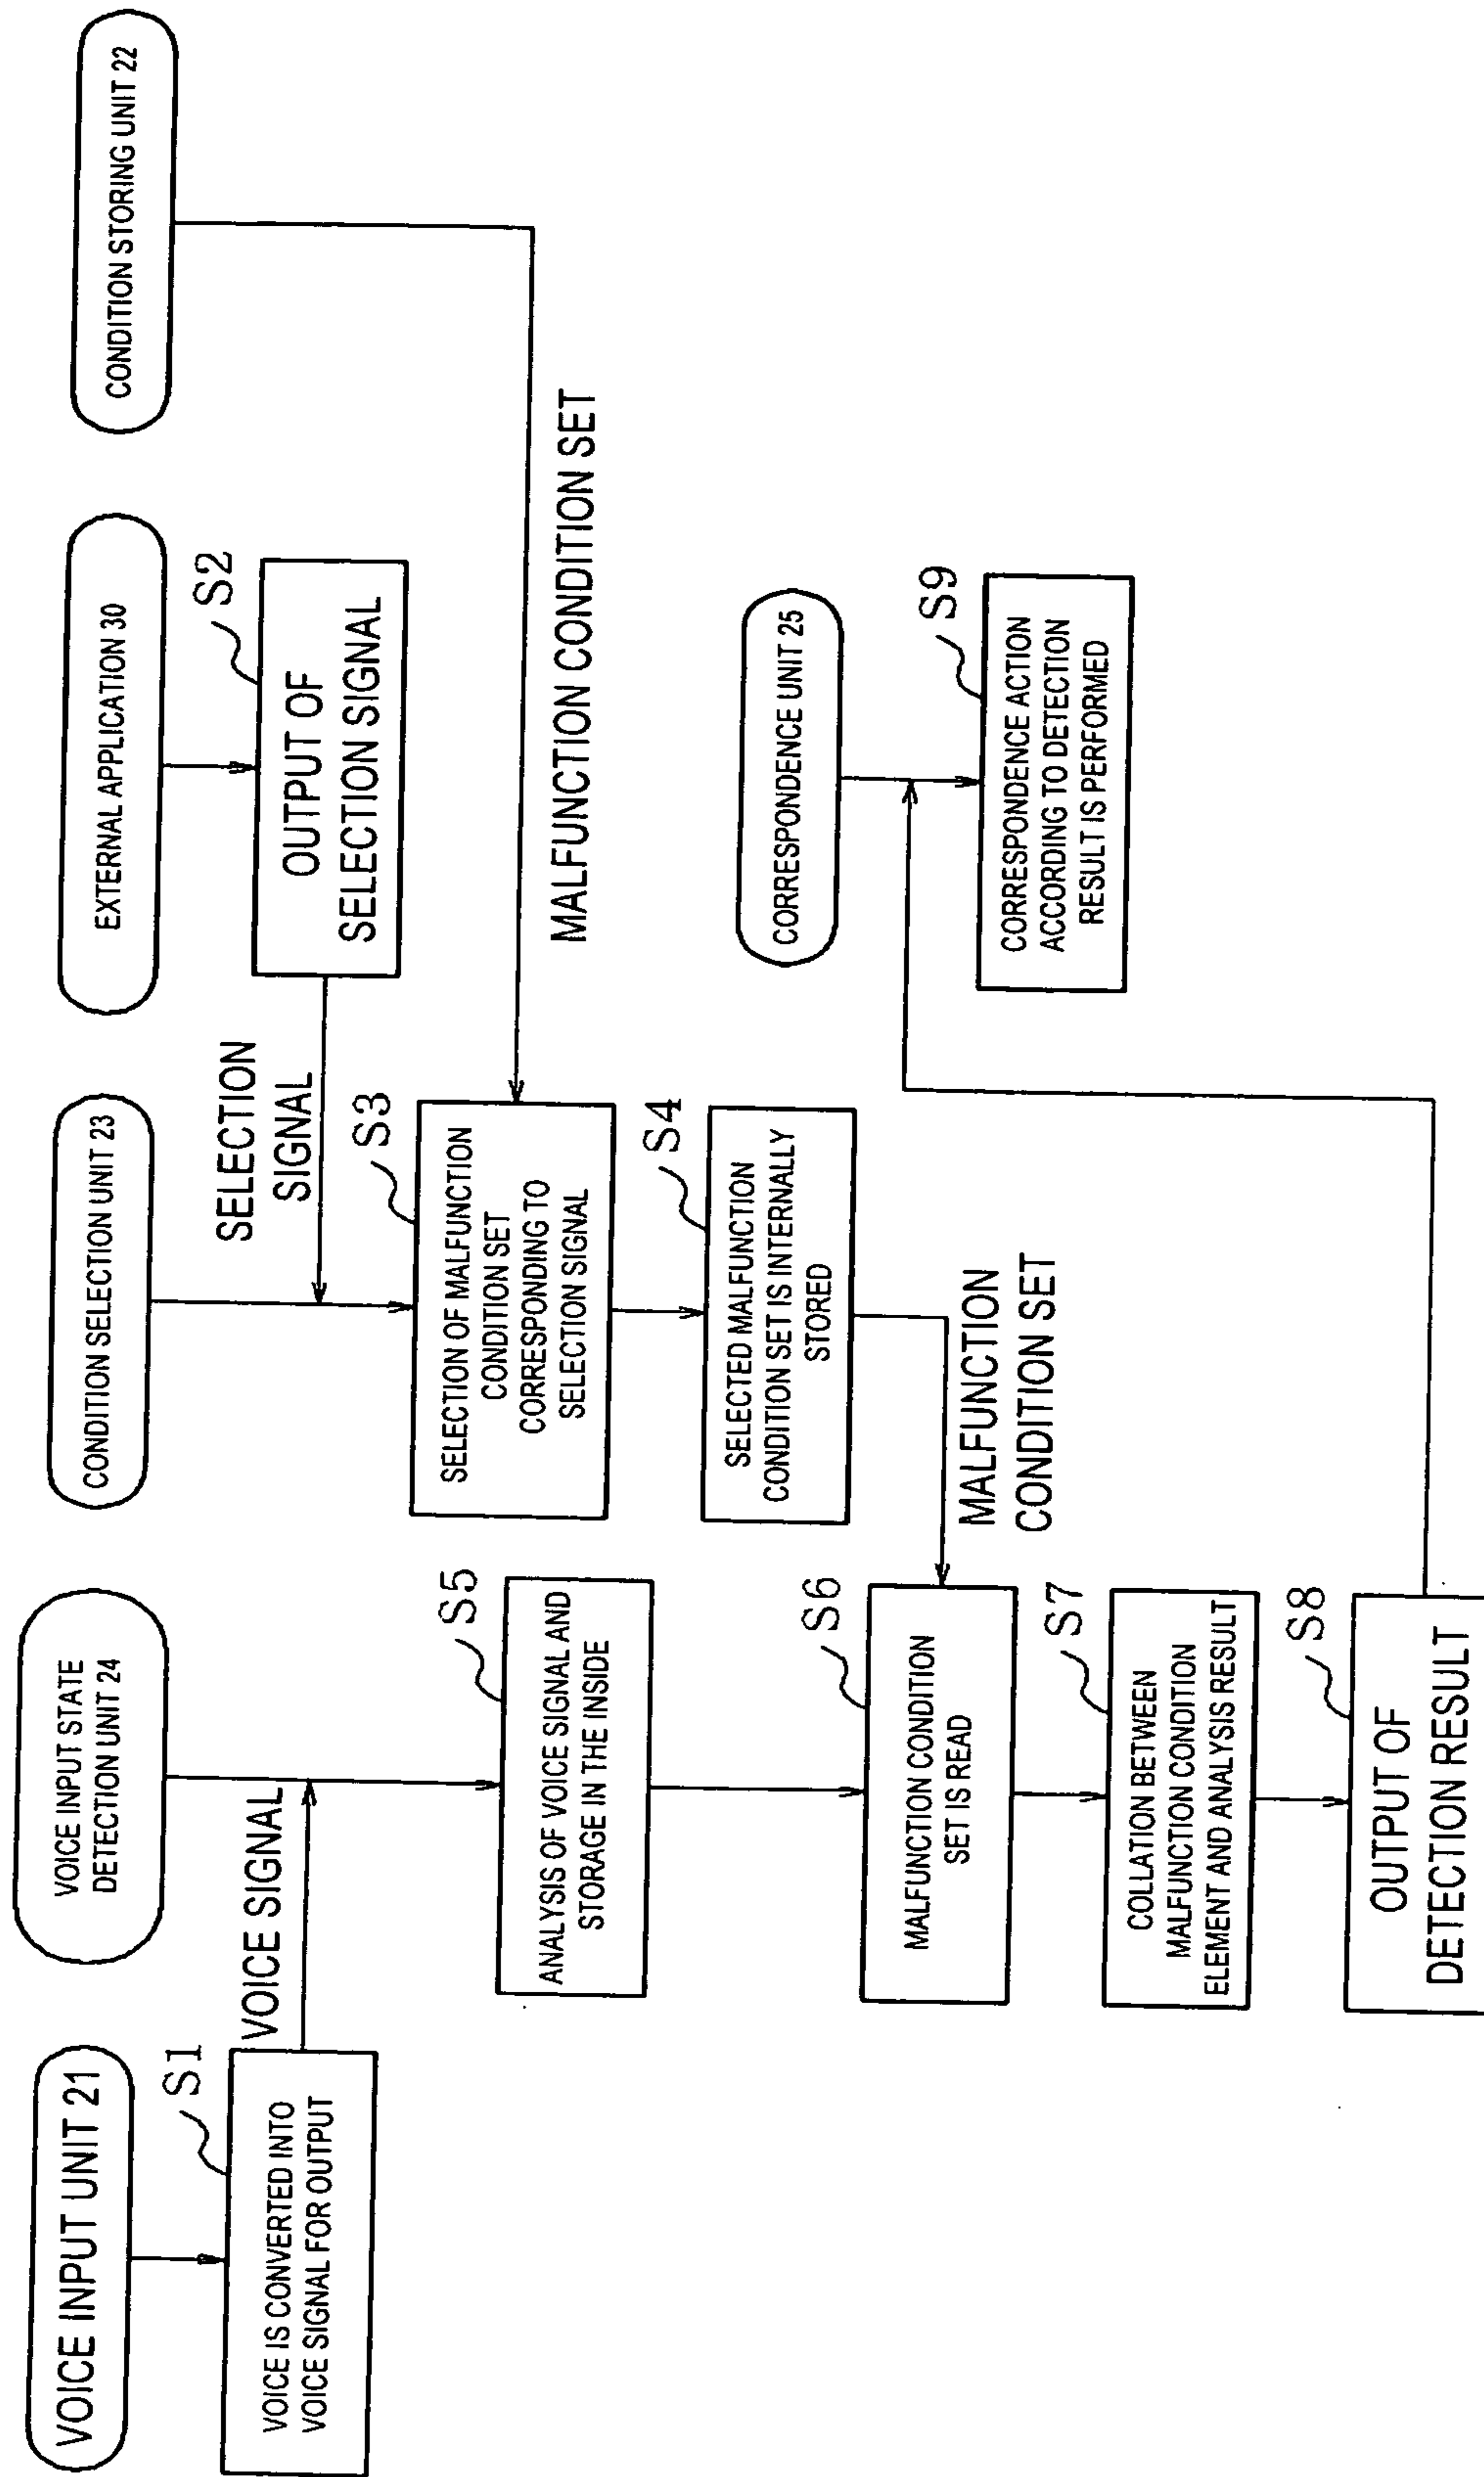 VOICE INPUT UNIT 21
S1
VOICE IS CONVERTED INTO
VOICE SIGNAL FOR OUTPUT
VOICE SIGNAL
VOICE INPUT STATE
DETECTION UNIT 24
S5
ANALYSIS OF VOICE SIGNAL AND
STORAGE IN THE INSIDE
S6
MALFUNCTION CONDITION
SET IS READ
S7
COLLATION BETWEEN
MALFUNCTION CONDITION
ELEMENT AND ANALYSIS RESULT
S8
OUTPUT OF
DETECTION RESULT
CONDITION SELECTION UNIT 23
SELECTION
SIGNAL
S3
SELECTION OF MALFUNCTION
CONDITION SET
CORRESPONDING TO
SELECTION SIGNAL
S4
SELECTED MALFUNCTION
CONDITION SET IS INTERNALLY
STORED
MALFUNCTION
CONDITION SET
EXTERNAL APPLICATION 30
S2
OUTPUT OF
SELECTION SIGNAL
MALFUNCTION CONDITION SET
CORRESPONDENCE UNIT 25
S9
CORRESPONDENCE ACTION
ACCORDING TO DETECTION
RESULT IS PERFORMED
CONDITION STORING UNIT 22